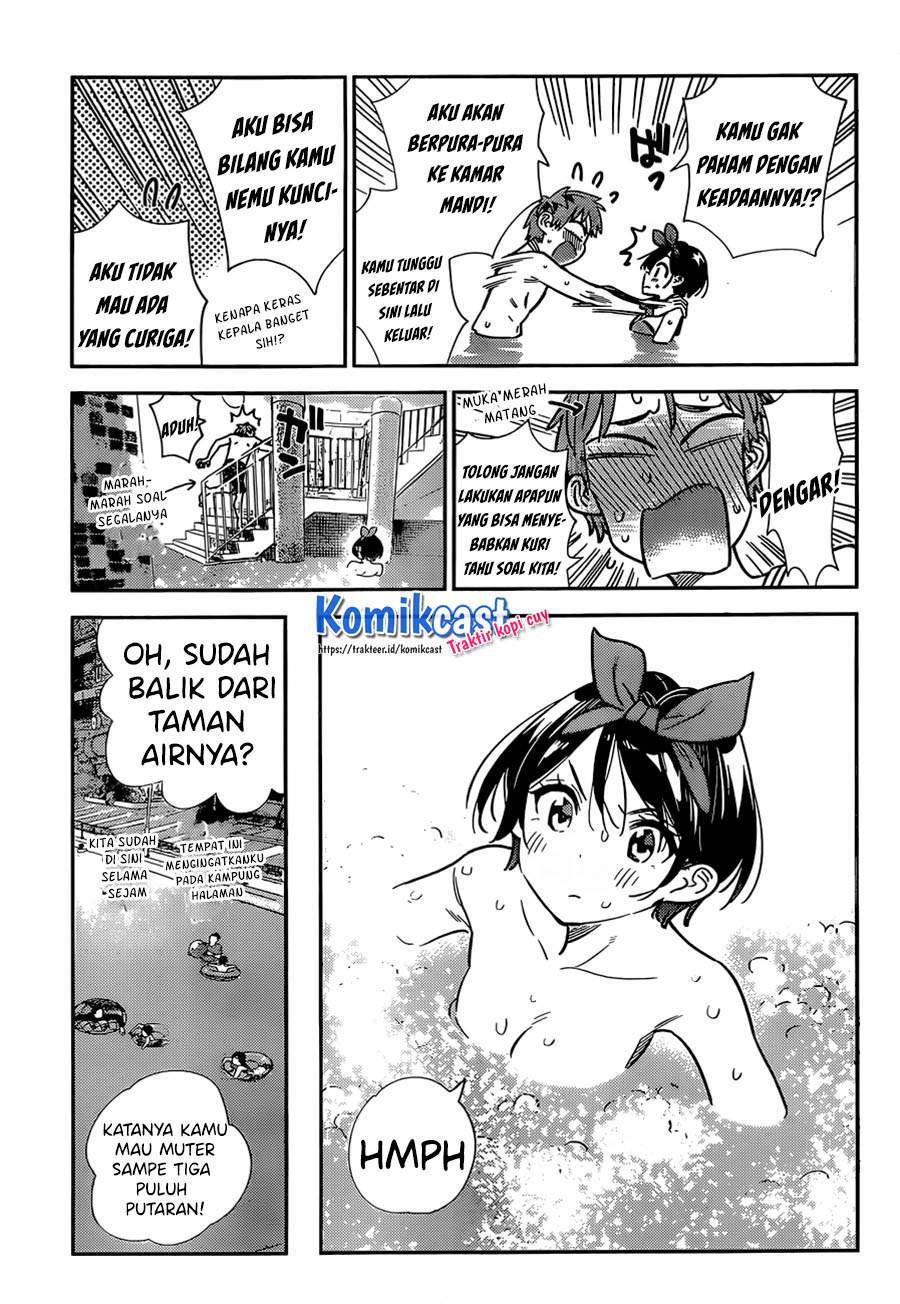 KAMU GAK
PAHAM DENGAN
KEADAANNYA!?
ば
AKU AKAN
BERPURA-PURA
KE KAMAR
MANDI!
KAMU TUNGGU
SEBENTAR DI
SINI LALU
KELUAR!
AKU BISA
BILANG KAMU
NEMU KUNCI-
NYA!
KENAPA KERAS
KEPALA BANGET
SIH!?
AKU TIDAK
MAU ADA
YANG CURIGA!
DENGAR!
"MUKA MERAH
MATANG
TOLONG JANGAN
LAKUKAN APAPUN
YANG BISA MENYE-
BABKAN KURI
TAHU SOAL KITA!
ガン
ADUH!
MARAH-
MARAH SOAL
SEGALANYA
Komikcast
Traktir kopi cuy
https://trakteer.id/komikcast
HMPH
OH, SUDAH
BALIK DARI
TAMAN
AIRNYA?
TEMPAT INI
MENGINGATKANKU
PADA KAMPUNG
HALAMAN
KITA SUDAH
DI SINI
SELAMA
SEJAM
KATANYA KAMU
MAU MUTER
SAMPE TIGA
PULUH
PUTARAN!